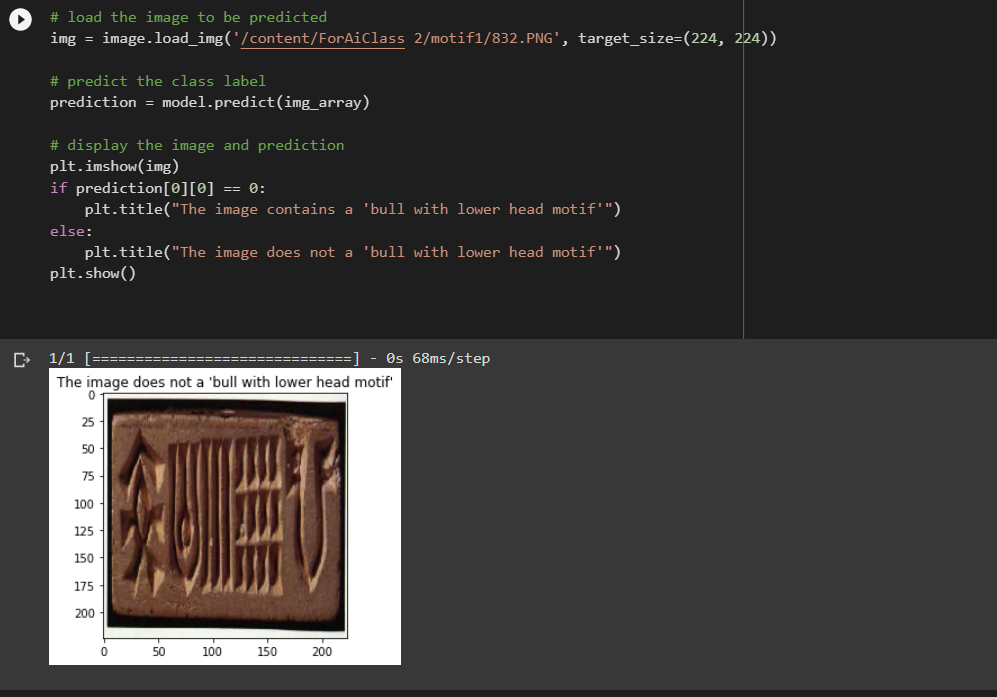 # load the image to be predicted
img = image.load_img('/content/ForAiClass 2/motif1/832.PNG', target_size=(224, 224))
# predict the class label
prediction = model.predict(img_array)
# display the image and prediction
plt.imshow(img)
if prediction[0][0] == 0:
    plt.title("The image contains a 'bull with lower head motif'")
else:
    plt.title("The image does not a 'bull with lower head motif'")
plt.show()
1/1 [==============================] - 0s 68ms/step
The image does not a 'bull with lower head motif'
0
25
50
75
100
125
150
175
200
0 50 100 150 200